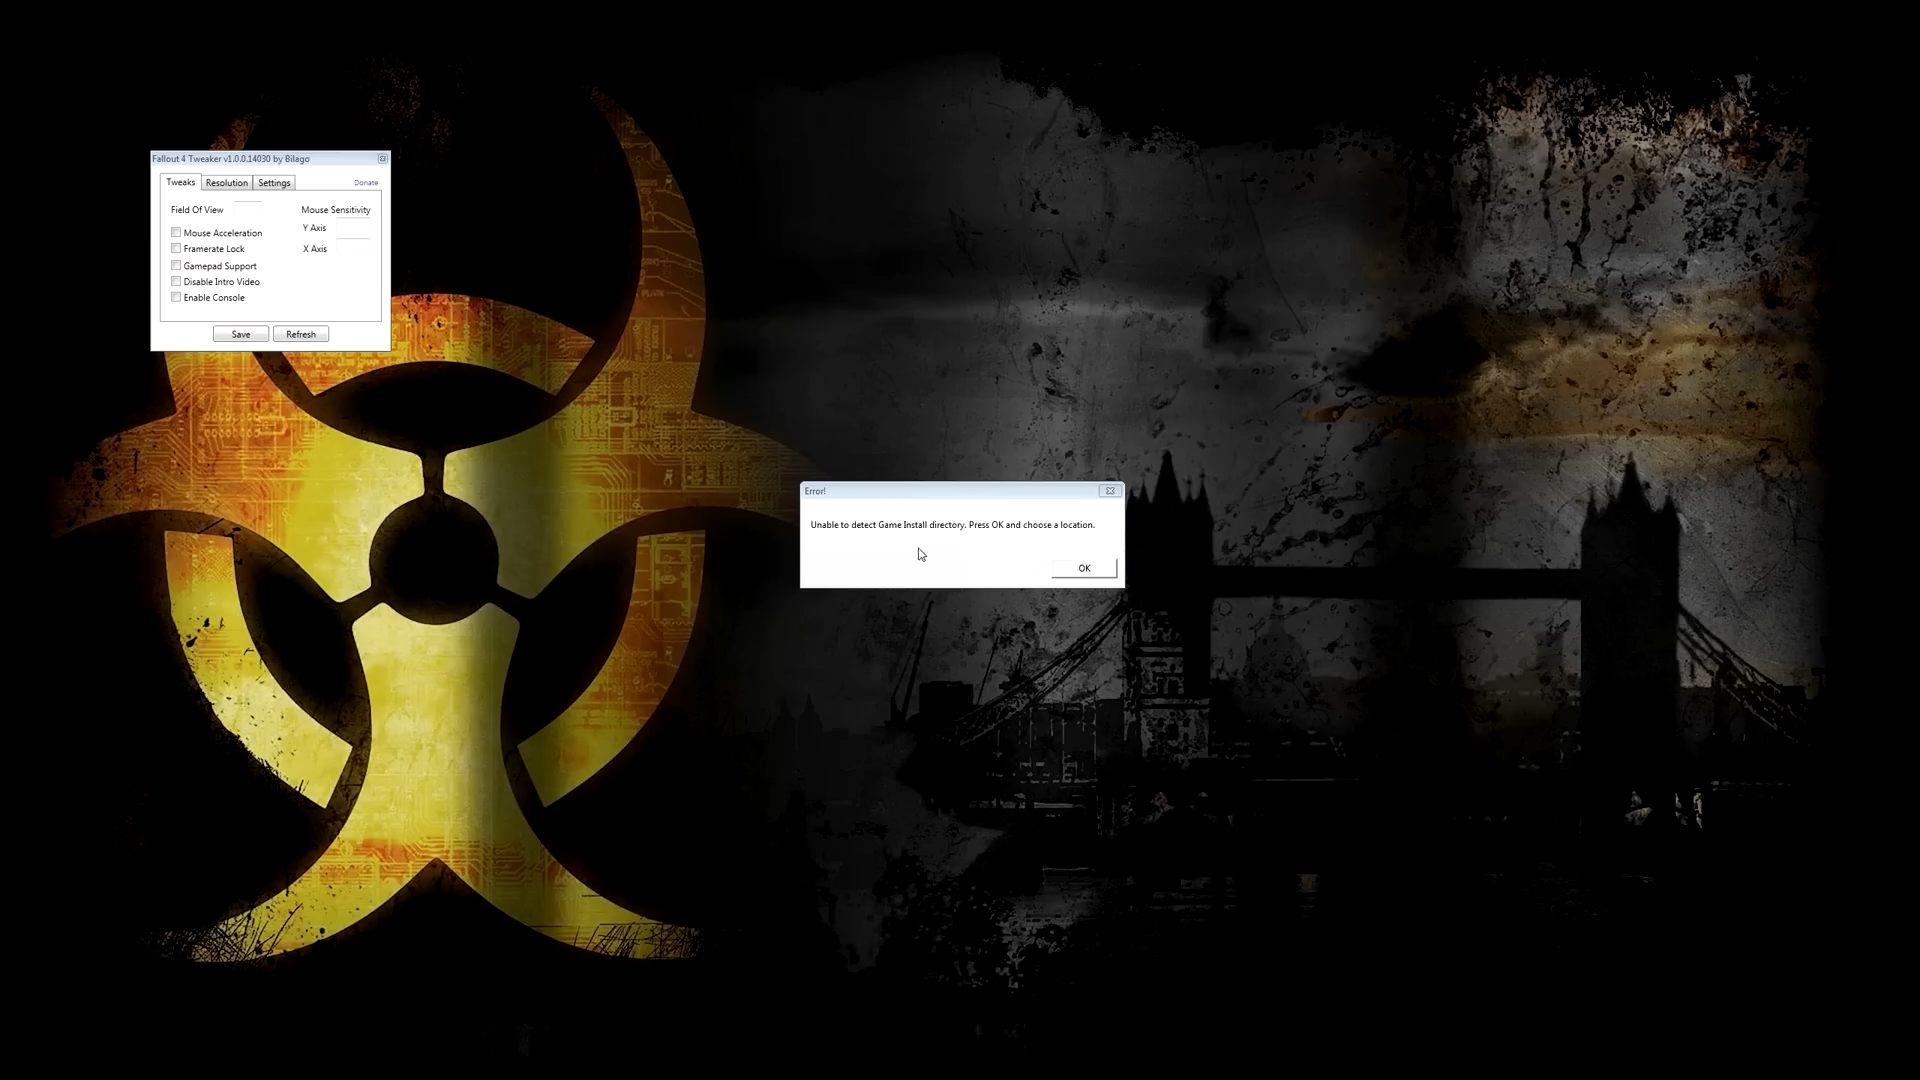 Fallout 4 Tweaker v1.0.0.14030 by Bilago
Tweaks Resolution Settings Donate
Field Of View Mouse Sensitivity
Y Axis
Mouse Acceleration
Framerate Lock X Axis
Gamepad Support
Disable Intro Video
Enable Console
Save Refresh
Error!
Unable to detect Game Install directory. Press OK and choose a location.
OK